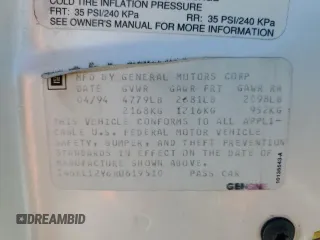 COLD TIRE INFLATION PRESSURE
FRT: 35 PSI/240 KPa RR: 35 PSI/240 KPa
SEE OWNER'S MANUAL FOR MORE INFORMATION
GM
MFD BY GENERAL MOTORS CORP
DATE GVWR GAWR FRT GAWR RR
04/94 4779LB 2681LB 2098LB
2168KG 1216KG 952KG
THIS VEHICLE CONFORMS TO ALL APPLI-
CABLE U.S. FEDERAL MOTOR VEHICLE
SAFETY, BUMPER, AND THEFT PREVENTION
STANDARDS IN EFFECT ON THE DATE OF
MANUFACTURE SHOWN ABOVE.
PASS CAR
DREAMBID